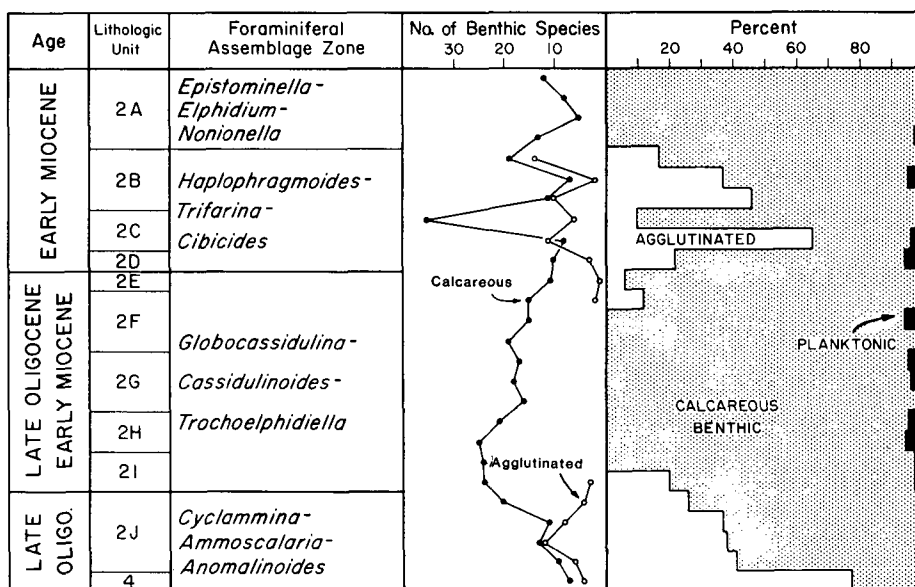 Age
Lithologic
Unit
Foraminiferal
Assemblage Zone
No. of Benthic Species
30 20 10
Percent
20 40 60 80
EARLY MIOCENE
2A
2B
2C
2D
Epistominella-
Elphidium-
Nonionella
Haplophragmoides-
Trifarina-
Cibicides
LATE OLIGOCENE
EARLY MIOCENE
2E
2F
2G
2H
2I
Globocassidulina-
Cassidulinoides-
Trochoelphidiella
LATE
OLIGO.
2J
4
Cyclammina-
Ammoscalaria-
Anomalinoides
Calcareous
Agglutinated
AGGLUTINATED
PLANKTONIC
CALCAREOUS
BENTHIC